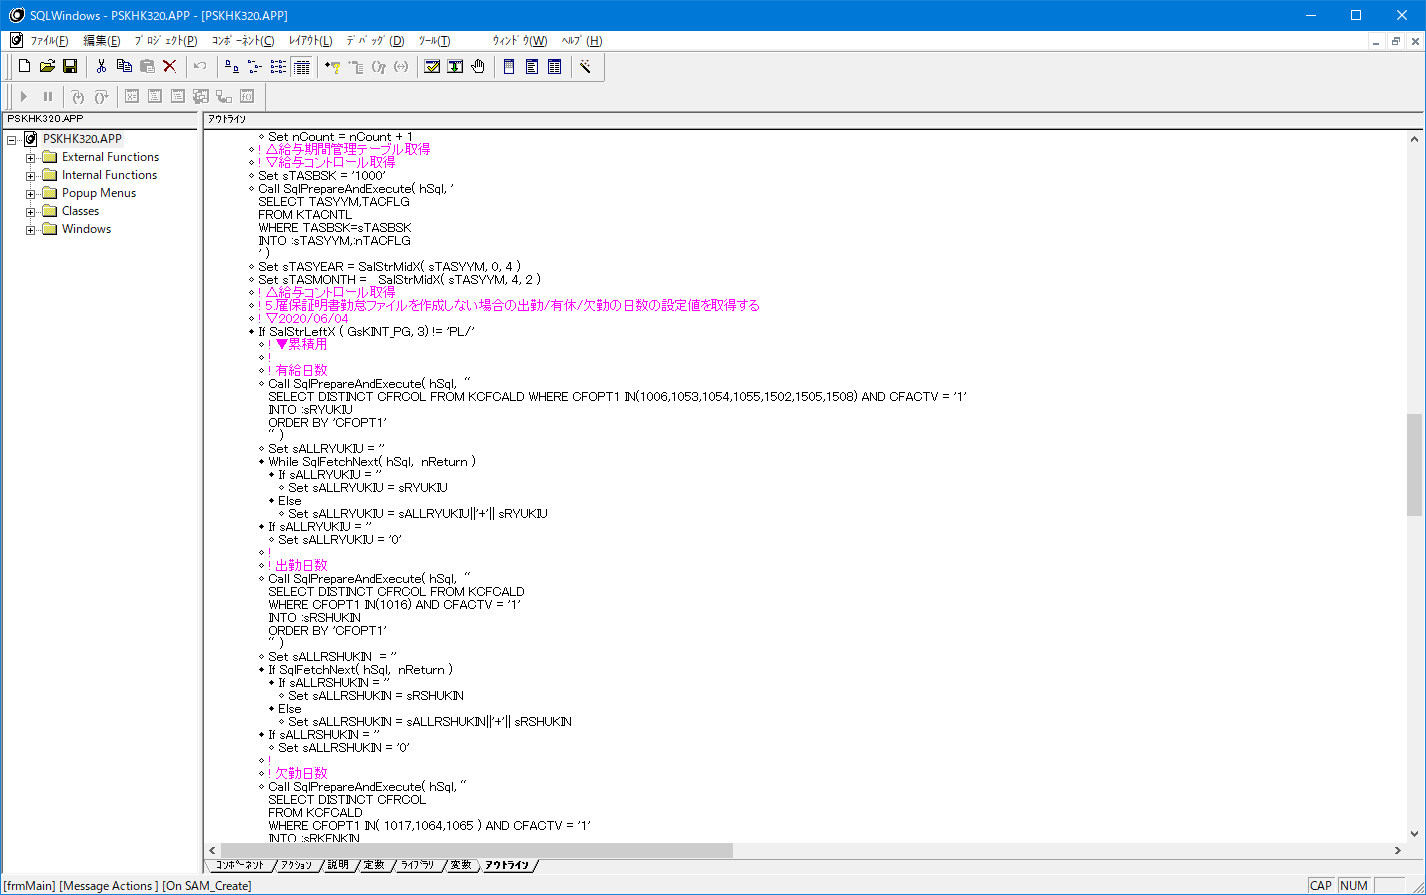 SQLWindows - PSKHK320.APP - [PSKHK320.APP]
ﾌｧｲﾙ(F) 編集(E) ﾌﾟﾛｼﾞｪｸﾄ(P) ｺﾝﾎﾟｰﾈﾝﾄ(C) ﾚｲｱｳﾄ(L) ﾃﾞﾊﾞｯｸﾞ(D) ﾂｰﾙ(T) ｳｨﾝﾄﾞｳ(W) ﾍﾙﾌﾟ(H)
PSKHK320.APP
PSKHK320.APP
External Functions
Internal Functions
Popup Menus
Classes
Windows
ｱｳﾄﾗｲﾝ
Set nCount = nCount + 1
! △給与期間管理テーブル取得
! ▽給与コントロール取得
Set sTASBSK = '1000'
Call SqlPrepareAndExecute( hSql, '
SELECT TASYYM,TACFLG
FROM KTACNTL
WHERE TASBSK=sTASBSK
INTO :sTASYYM,:nTACFLG
' )
Set sTASYEAR = SalStrMidX( sTASYYM, 0, 4 )
Set sTASMONTH = SalStrMidX( sTASYYM, 4, 2 )
! △給与コントロール取得
! 5.雇保証明書勤怠ファイルを作成しない場合の出勤/有休/欠勤の日数の設定値を取得する
! ▽2020/06/04
If SalStrLeftX ( GsKINT_PG, 3) != 'PL/'
! ▼累積用
!
! 有給日数
Call SqlPrepareAndExecute( hSql, "
SELECT DISTINCT CFRCOL FROM KCFCALD WHERE CFOPT1 IN(1006,1053,1054,1055,1502,1505,1508) AND CFACTV = '1'
INTO :sRYUKIU
ORDER BY 'CFOPT1'
" )
Set sALLRYUKIU = ''
While SqlFetchNext( hSql, nReturn )
If sALLRYUKIU = ''
Set sALLRYUKIU = sRYUKIU
Else
Set sALLRYUKIU = sALLRYUKIU||'+'|| sRYUKIU
If sALLRYUKIU = ''
Set sALLRYUKIU = '0'
!
! 出勤日数
Call SqlPrepareAndExecute( hSql, "
SELECT DISTINCT CFRCOL FROM KCFCALD
WHERE CFOPT1 IN(1016) AND CFACTV = '1'
INTO :sRSHUKIN
ORDER BY 'CFOPT1'
" )
Set sALLRSHUKIN = ''
If SqlFetchNext( hSql, nReturn )
If sALLRSHUKIN = ''
Set sALLRSHUKIN = sRSHUKIN
Else
Set sALLRSHUKIN = sALLRSHUKIN||'+'|| sRSHUKIN
If sALLRSHUKIN = ''
Set sALLRSHUKIN = '0'
!
! 欠勤日数
Call SqlPrepareAndExecute( hSql, "
SELECT DISTINCT CFRCOL
FROM KCFCALD
WHERE CFOPT1 IN( 1017,1064,1065 ) AND CFACTV = '1'
INTO :sRKENKIN
ｺﾝﾎﾟｰﾈﾝﾄ ｱｸｼｮﾝ 説明 定数 ﾗｲﾌﾞﾗﾘ 変数 ｱｳﾄﾗｲﾝ
[frmMain] [Message Actions ] [On SAM_Create] CAP NUM